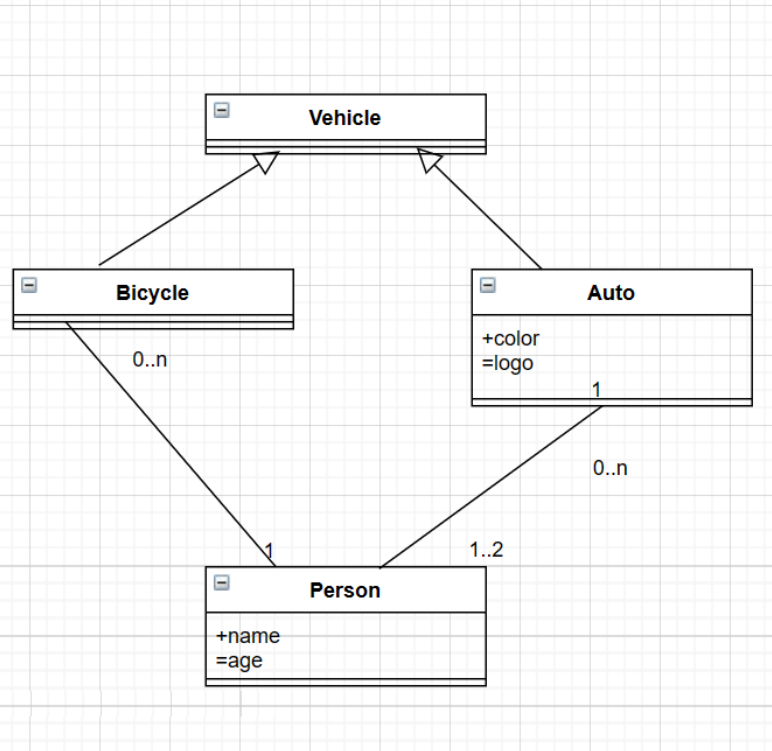 Vehicle
Bicycle
Auto
+color
=logo
1
0..n
0..n
1
1..2
Person
+name
=age